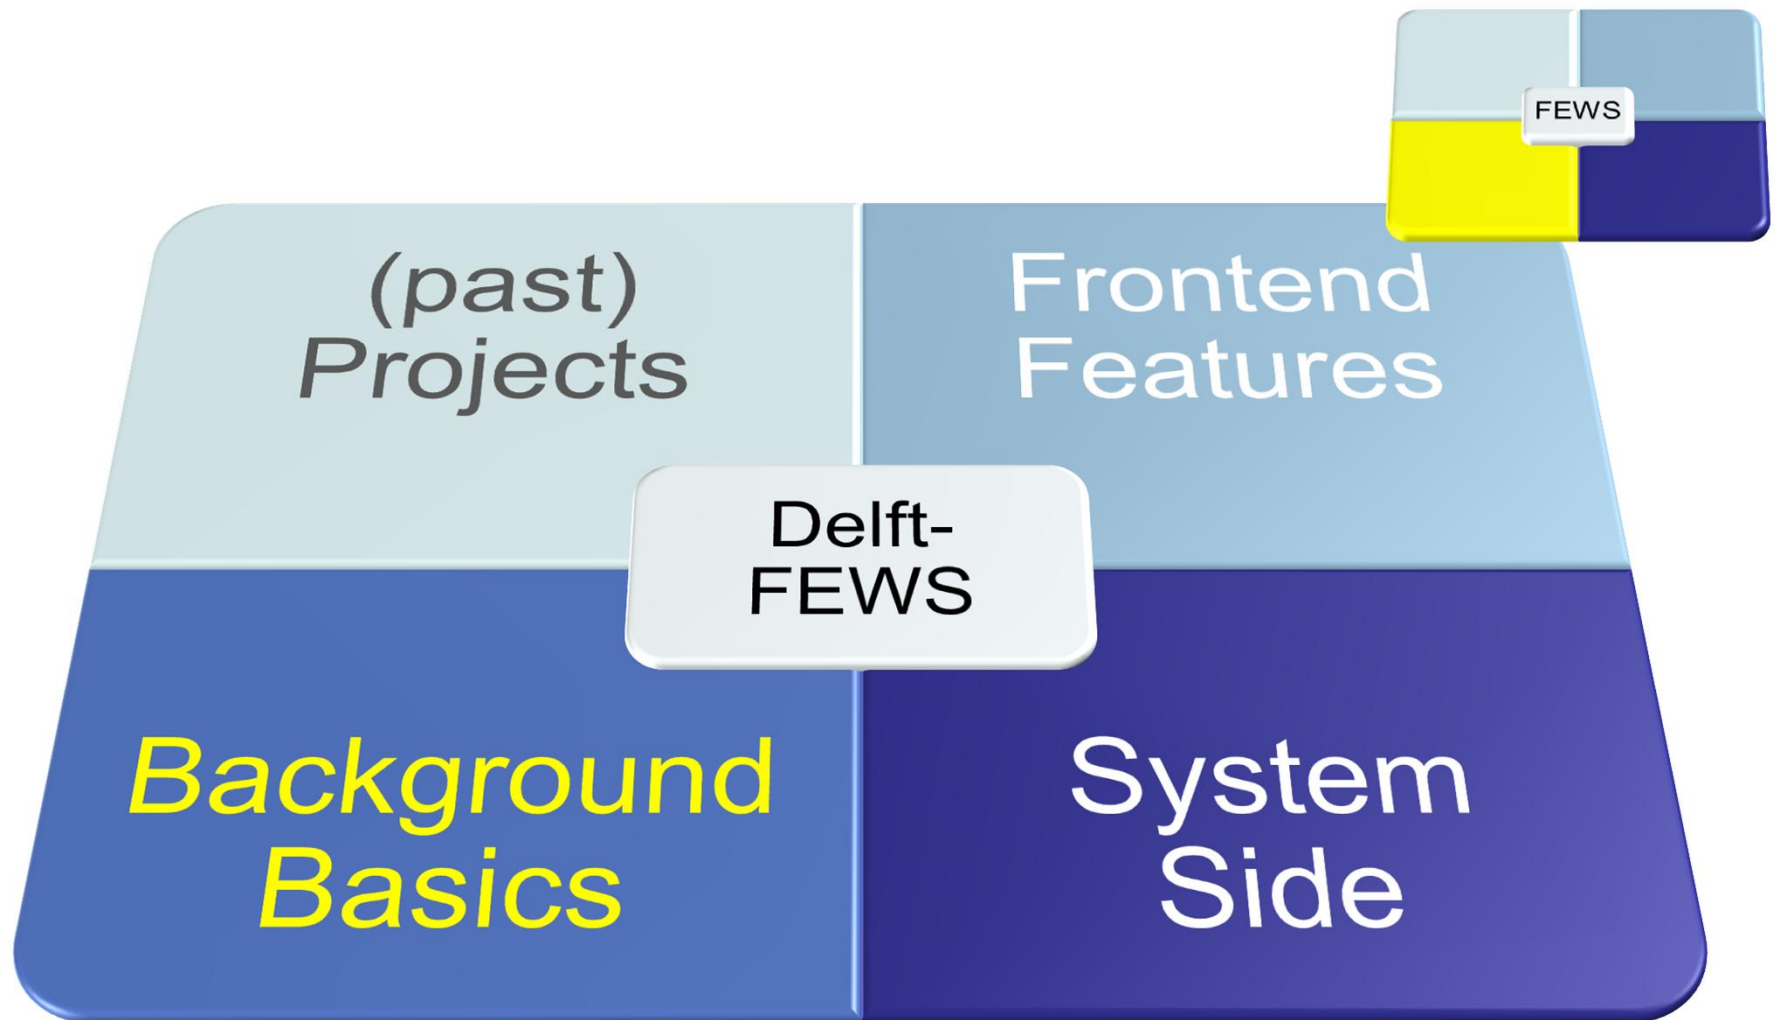 FEWS
(past)
Projects
Frontend
Features
Delft-
FEWS
Background
Basics
System
Side